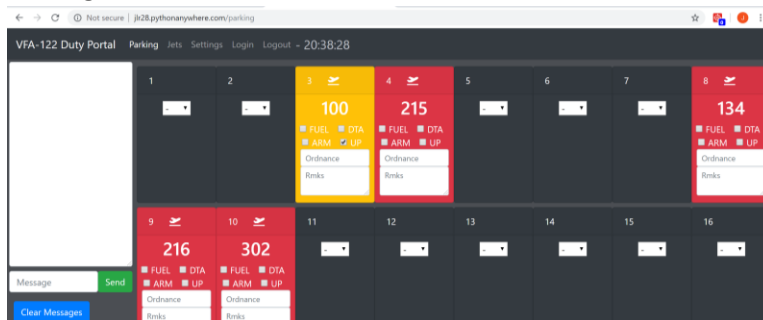 Not secure | jlr28.pythonanywhere.com/parking
VFA-122 Duty Portal Parking Jets Settings Login Logout - 20:38:28
1 2 3 4 5 6 7 8
- - 100 215 - - - 134
FUEL DTA FUEL DTA FUEL DTA
ARM UP ARM UP ARM UP
Ordnance Ordnance Ordnance
Rmks Rmks Rmks
9 10 11 12 13 14 15 16
216 302 - - - - - -
FUEL DTA FUEL DTA
Message Send ARM UP ARM UP
Ordnance Ordnance
Clear Messages Rmks Rmks